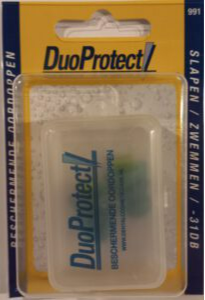 991
DuoProtect
BESCHERMENDE OORDOPPEN
SLAPEN / ZWEMMEN / -31DB
DuoProtect
BESCHERMENDE OORDOPPEN